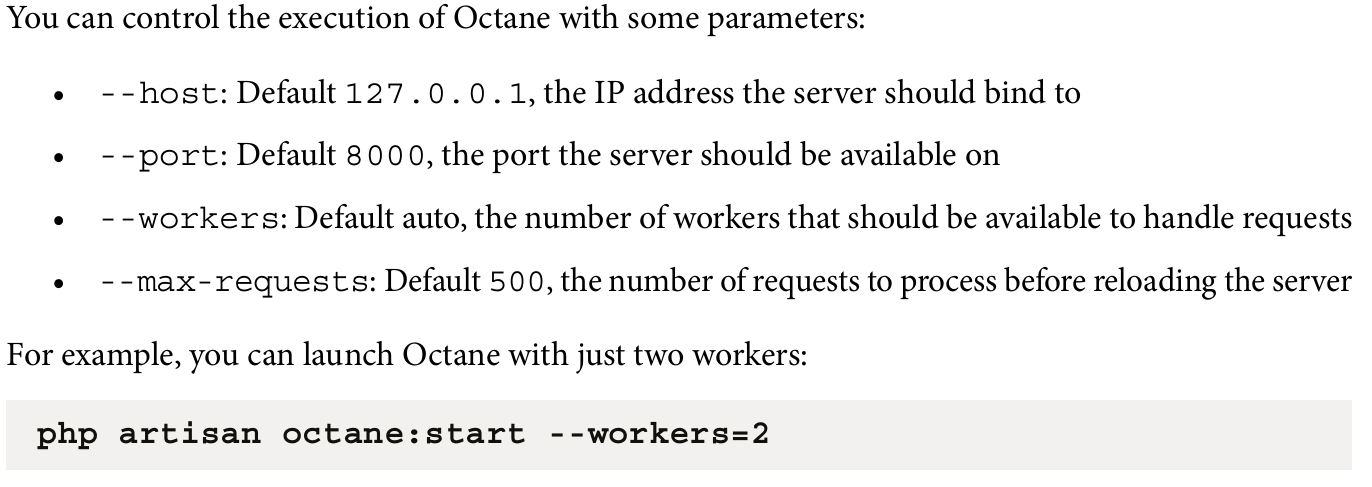 You can control the execution of Octane with some parameters:
• --host: Default 127.0.0.1, the IP address the server should bind to
• --port: Default 8000, the port the server should be available on
• --workers: Default auto, the number of workers that should be available to handle requests
• --max-requests: Default 500, the number of requests to process before reloading the server
For example, you can launch Octane with just two workers:
php artisan octane:start --workers=2